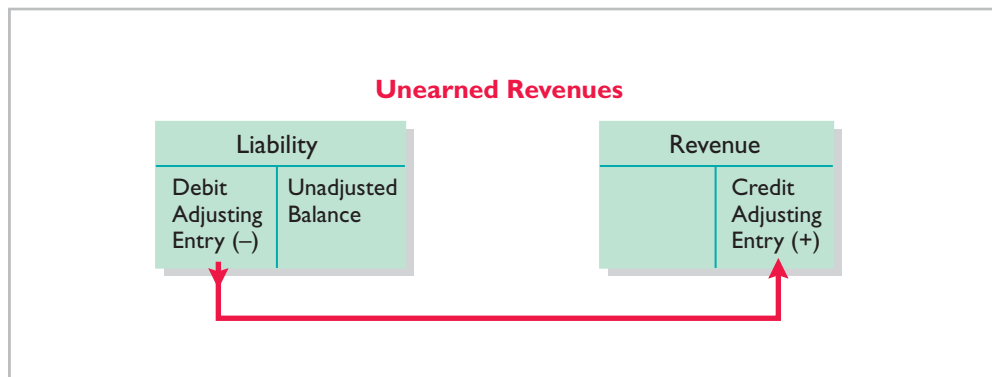 Unearned Revenues
Liability
Debit
Adjusting
Entry (–)
Unadjusted
Balance
Revenue
Credit
Adjusting
Entry (+)